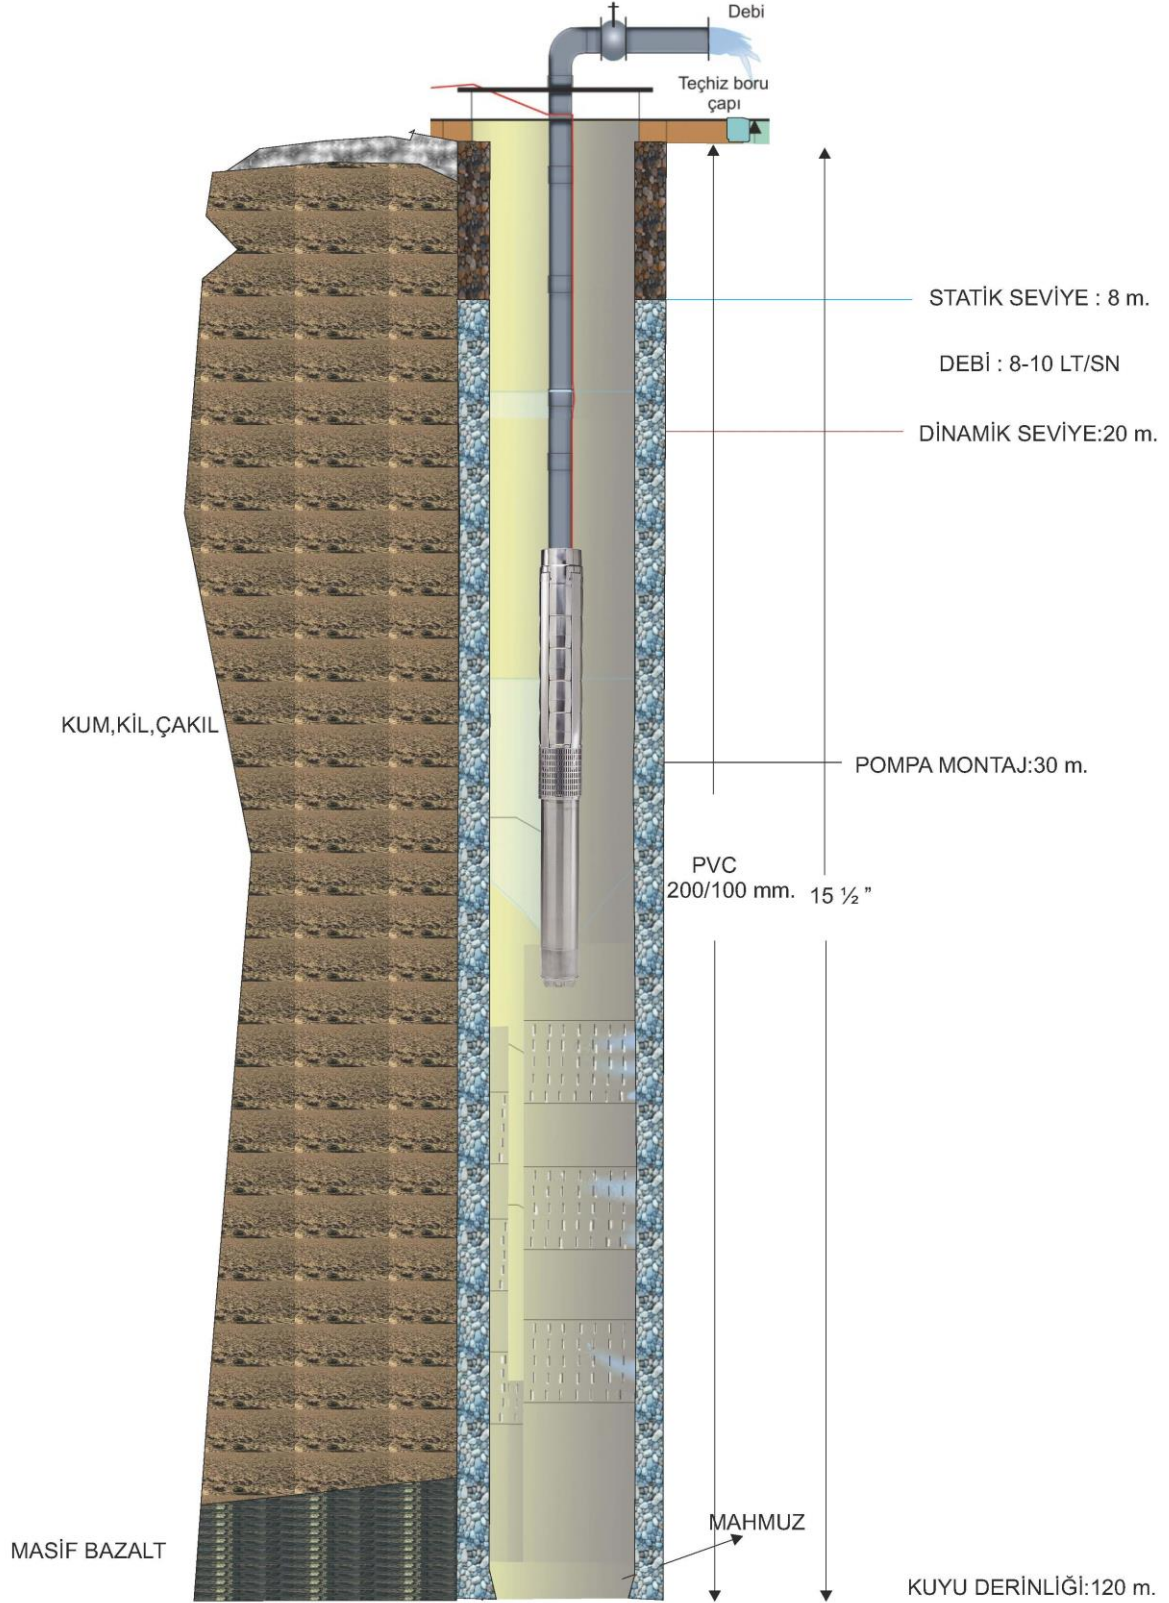 Debi
Teçhiz boru
çapı
STATİK SEVİYE : 8 m.
DEBİ : 8-10 LT/SN
DİNAMİK SEVİYE:20 m.
KUM,KİL,ÇAKIL
POMPA MONTAJ:30 m.
PVC
200/100 mm.
15 ½ ”
MAHMUZ
MASİF BAZALT
KUYU DERİNLİĞİ:120 m.